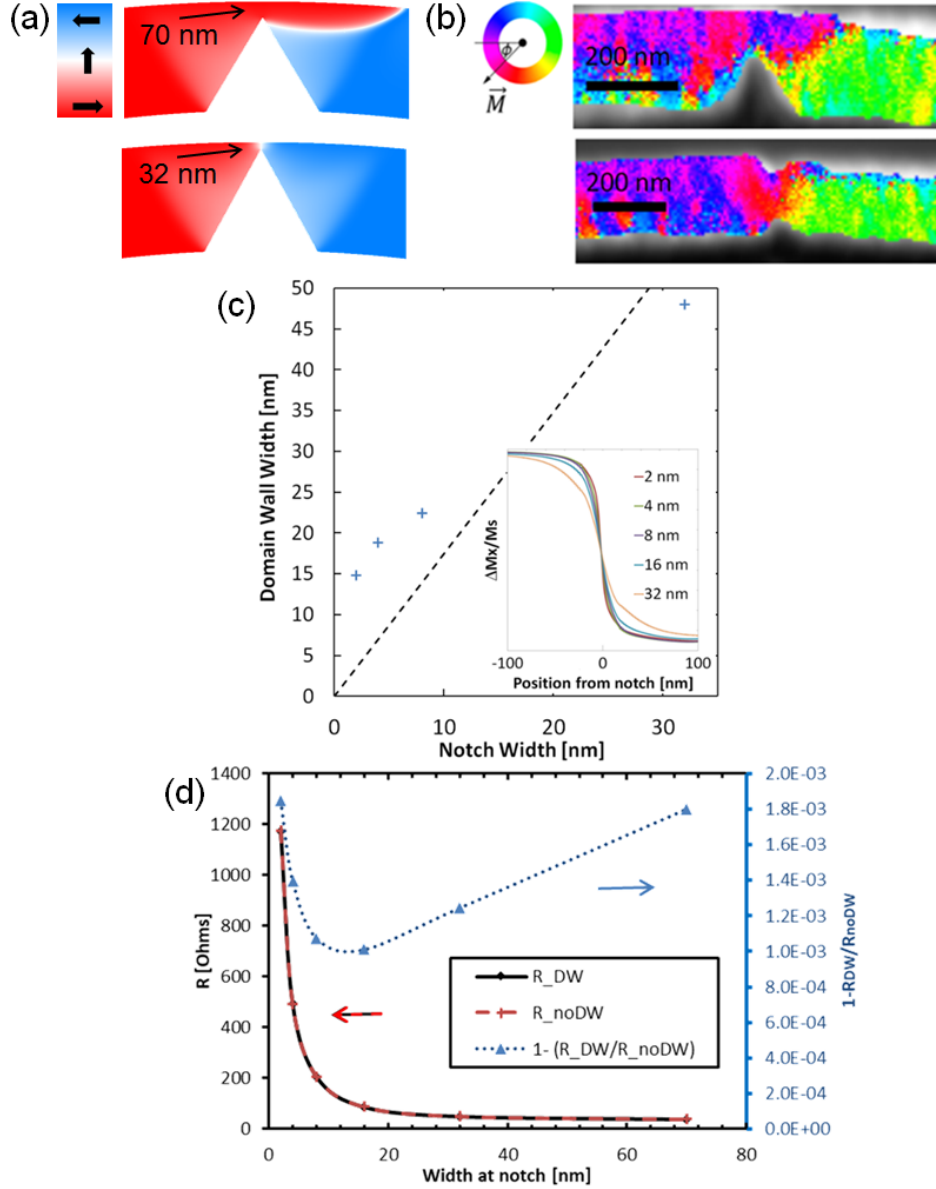 (a)
70 nm
32 nm
(b)
ϕ
M
200 nm
200 nm
(c)
Domain Wall Width [nm]
50
45
40
35
30
25
20
15
10
5
0
0 10 20 30
Notch Width [nm]
ΔMx/Ms
2 nm
4 nm
8 nm
16 nm
32 nm
-100 0 100
Position from notch [nm]
(d)
R [Ohms]
1400
1200
1000
800
600
400
200
0
0 20 40 60 80
Width at notch [nm]
R_DW
R_noDW
1- (R_DW/R_noDW)
2.0E-03
1.8E-03
1.6E-03
1.4E-03
1.2E-03
1.0E-03
8.0E-04
6.0E-04
4.0E-04
2.0E-04
0.0E+00
1-RDW/RnoDW